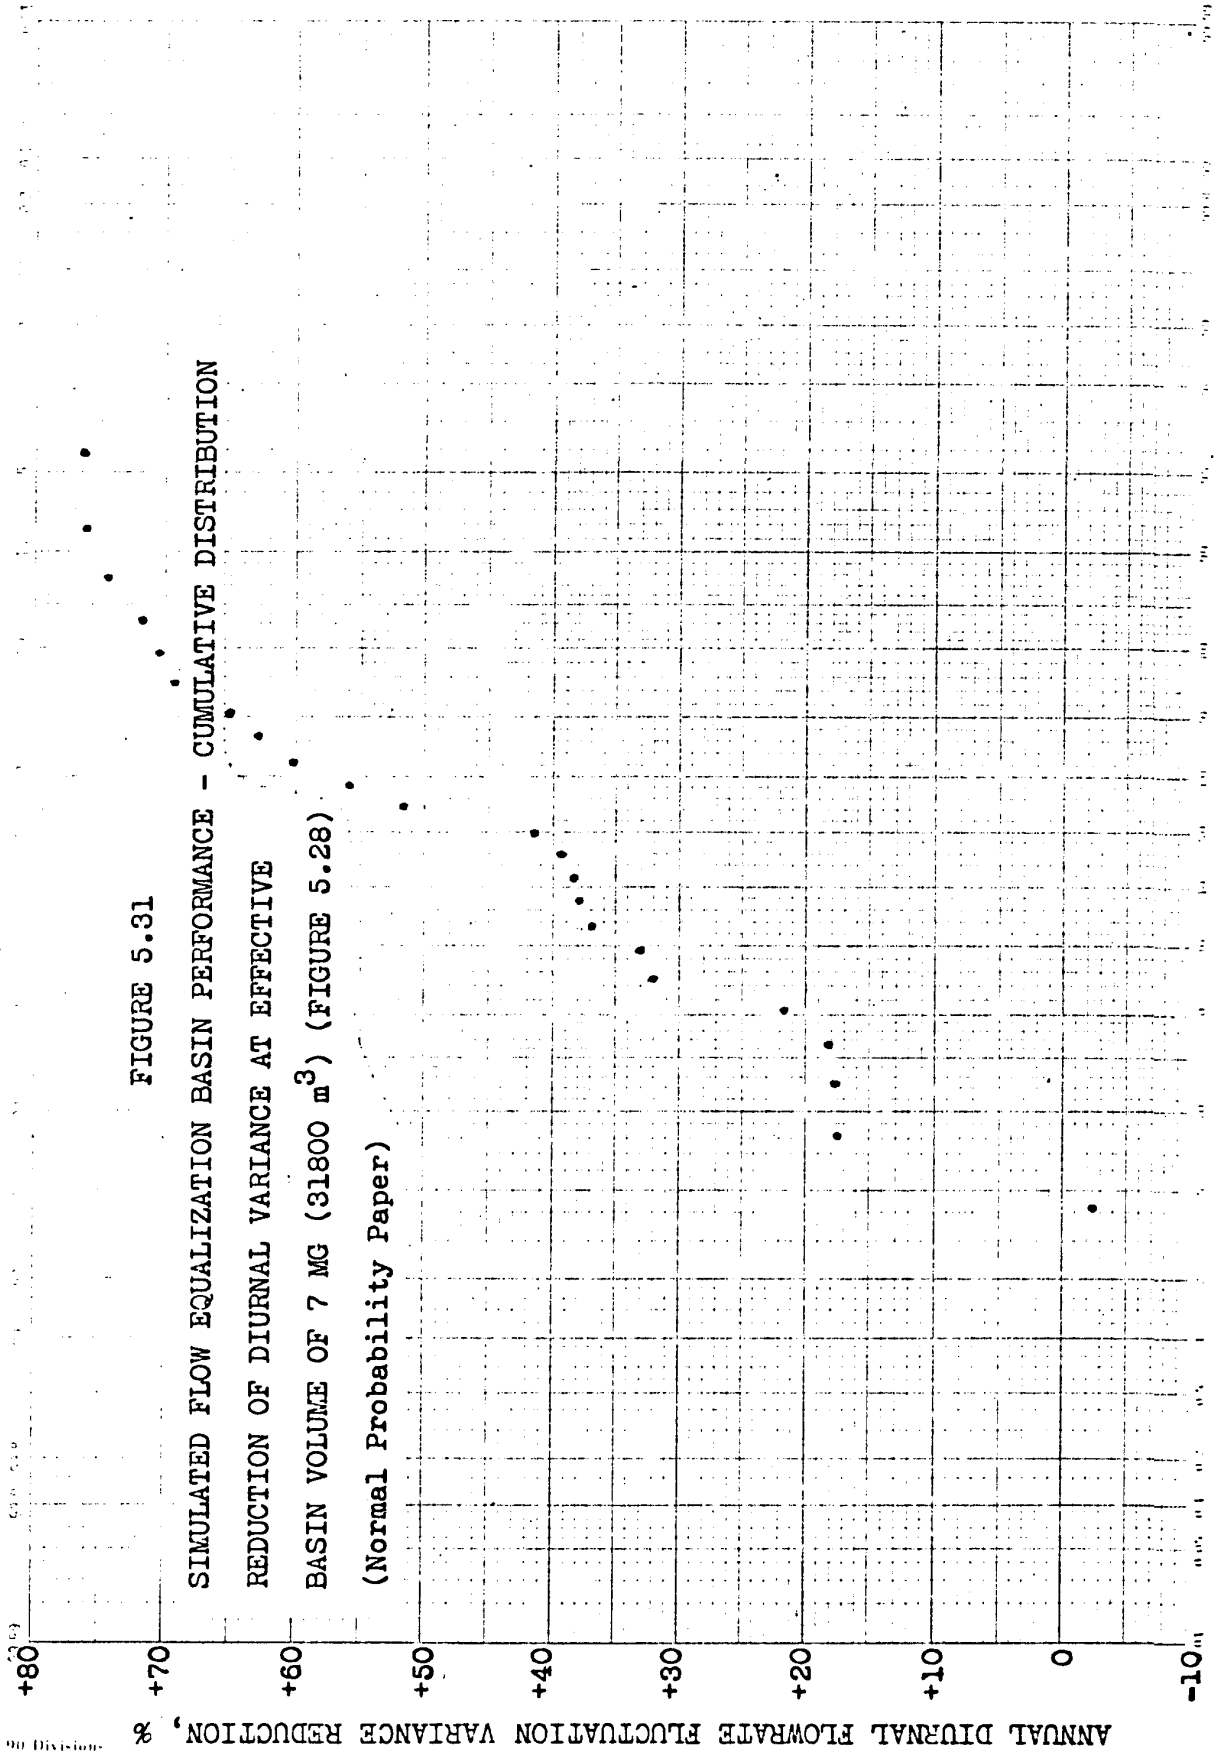 FIGURE 5.31
SIMULATED FLOW EQUALIZATION BASIN PERFORMANCE - CUMULATIVE DISTRIBUTION
REDUCTION OF DIURNAL VARIANCE AT EFFECTIVE
BASIN VOLUME OF 7 MG (31800 m³) (FIGURE 5.28)
(Normal Probability Paper)
ANNUAL DIURNAL FLOWRATE FLUCTUATION VARIANCE REDUCTION, %
+80
+70
+60
+50
+40
+30
+20
+10
0
-10
90 Divisions